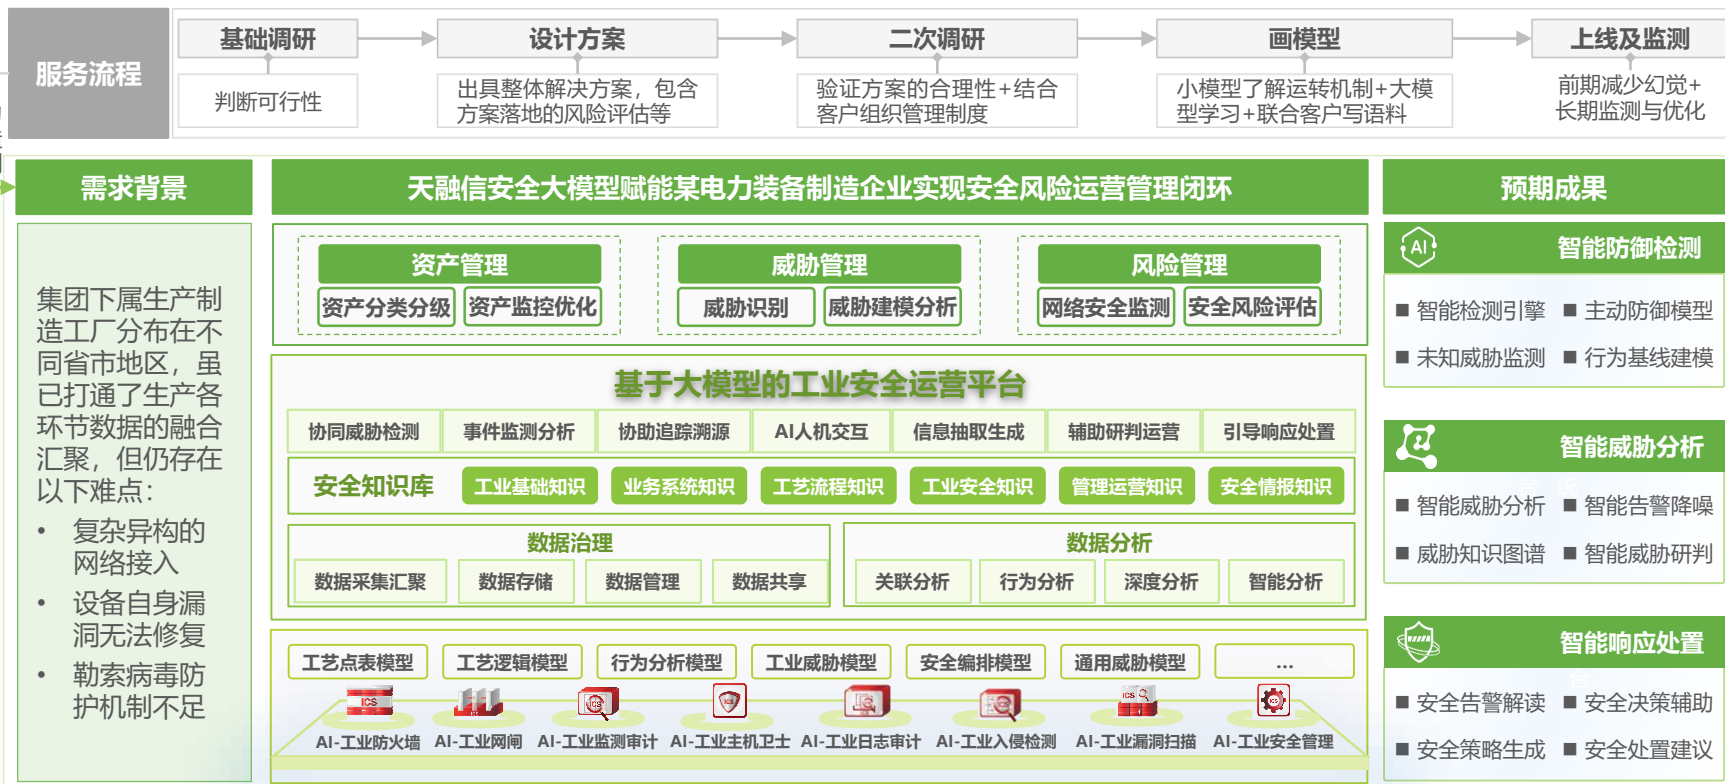 服务流程
基础调研
判断可行性
设计方案
出具整体解决方案，包含
方案落地的风险评估等
二次调研
验证方案的合理性+结合
客户组织管理制度
画模型
小模型了解运转机制+大模
型学习+联合客户写语料
上线及监测
前期减少幻觉+
长期监测与优化
需求背景
集团下属生产制
造工厂分布在不
同省市地区，虽
已打通了生产各
环节数据的融合
汇聚，但仍存在
以下难点：
• 复杂异构的
网络接入
• 设备自身漏
洞无法修复
• 勒索病毒防
护机制不足
天融信安全大模型赋能某电力装备制造企业实现安全风险运营管理闭环
资产管理
资产分类分级 资产监控优化
威胁管理
威胁识别 威胁建模分析
风险管理
网络安全监测 安全风险评估
基于大模型的工业安全运营平台
协同威胁检测 事件监测分析 协助追踪溯源 AI人机交互 信息抽取生成 辅助研判运营 引导响应处置
安全知识库 工业基础知识 业务系统知识 工艺流程知识 工业安全知识 管理运营知识 安全情报知识
数据治理
数据采集汇聚 数据存储 数据管理 数据共享
数据分析
关联分析 行为分析 深度分析 智能分析
工艺点表模型 工艺逻辑模型 行为分析模型 工业威胁模型 安全编排模型 通用威胁模型 ...
ICS ICS ICS ICS
AI-工业防火墙 AI-工业网闸 AI-工业监测审计 AI-工业主机卫士 AI-工业日志审计 AI-工业入侵检测 AI-工业漏洞扫描 AI-工业安全管理
预期成果
AI 智能防御检测
■ 智能检测引擎 ■ 主动防御模型
■ 未知威胁监测 ■ 行为基线建模
智能威胁分析
■ 智能威胁分析 ■ 智能告警降噪
■ 威胁知识图谱 ■ 智能威胁研判
智能响应处置
■ 安全告警解读 ■ 安全决策辅助
■ 安全策略生成 ■ 安全处置建议